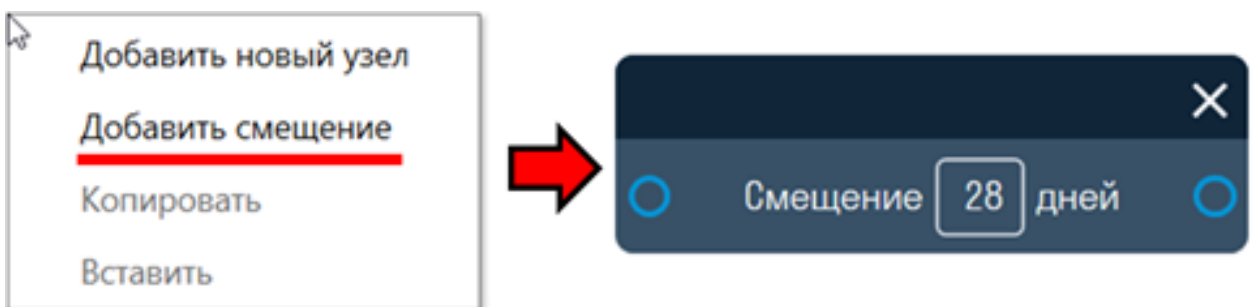 Добавить новый узел
Добавить смещение
Копировать
Вставить
Смещение 28 дней